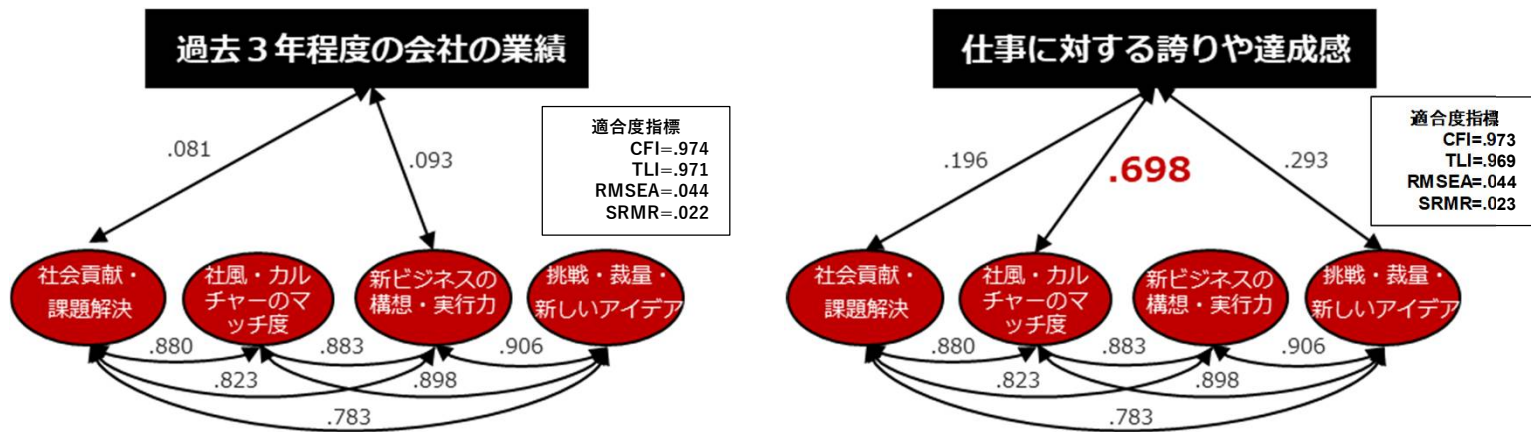 過去３年程度の会社の業績
.081
.093
適合度指標
CFI=.974
TLI=.971
RMSEA=.044
SRMR=.022
社会貢献・
課題解決
社風・カル
チャーのマ
ッチ度
新ビジネスの
構想・実行力
挑戦・裁量・
新しいアイデア
.880
.883
.906
.823
.898
.783
仕事に対する誇りや達成感
.196
.698
.293
適合度指標
CFI=.973
TLI=.969
RMSEA=.044
SRMR=.023
社会貢献・
課題解決
社風・カル
チャーのマ
ッチ度
新ビジネスの
構想・実行力
挑戦・裁量・
新しいアイデア
.880
.883
.906
.823
.898
.783